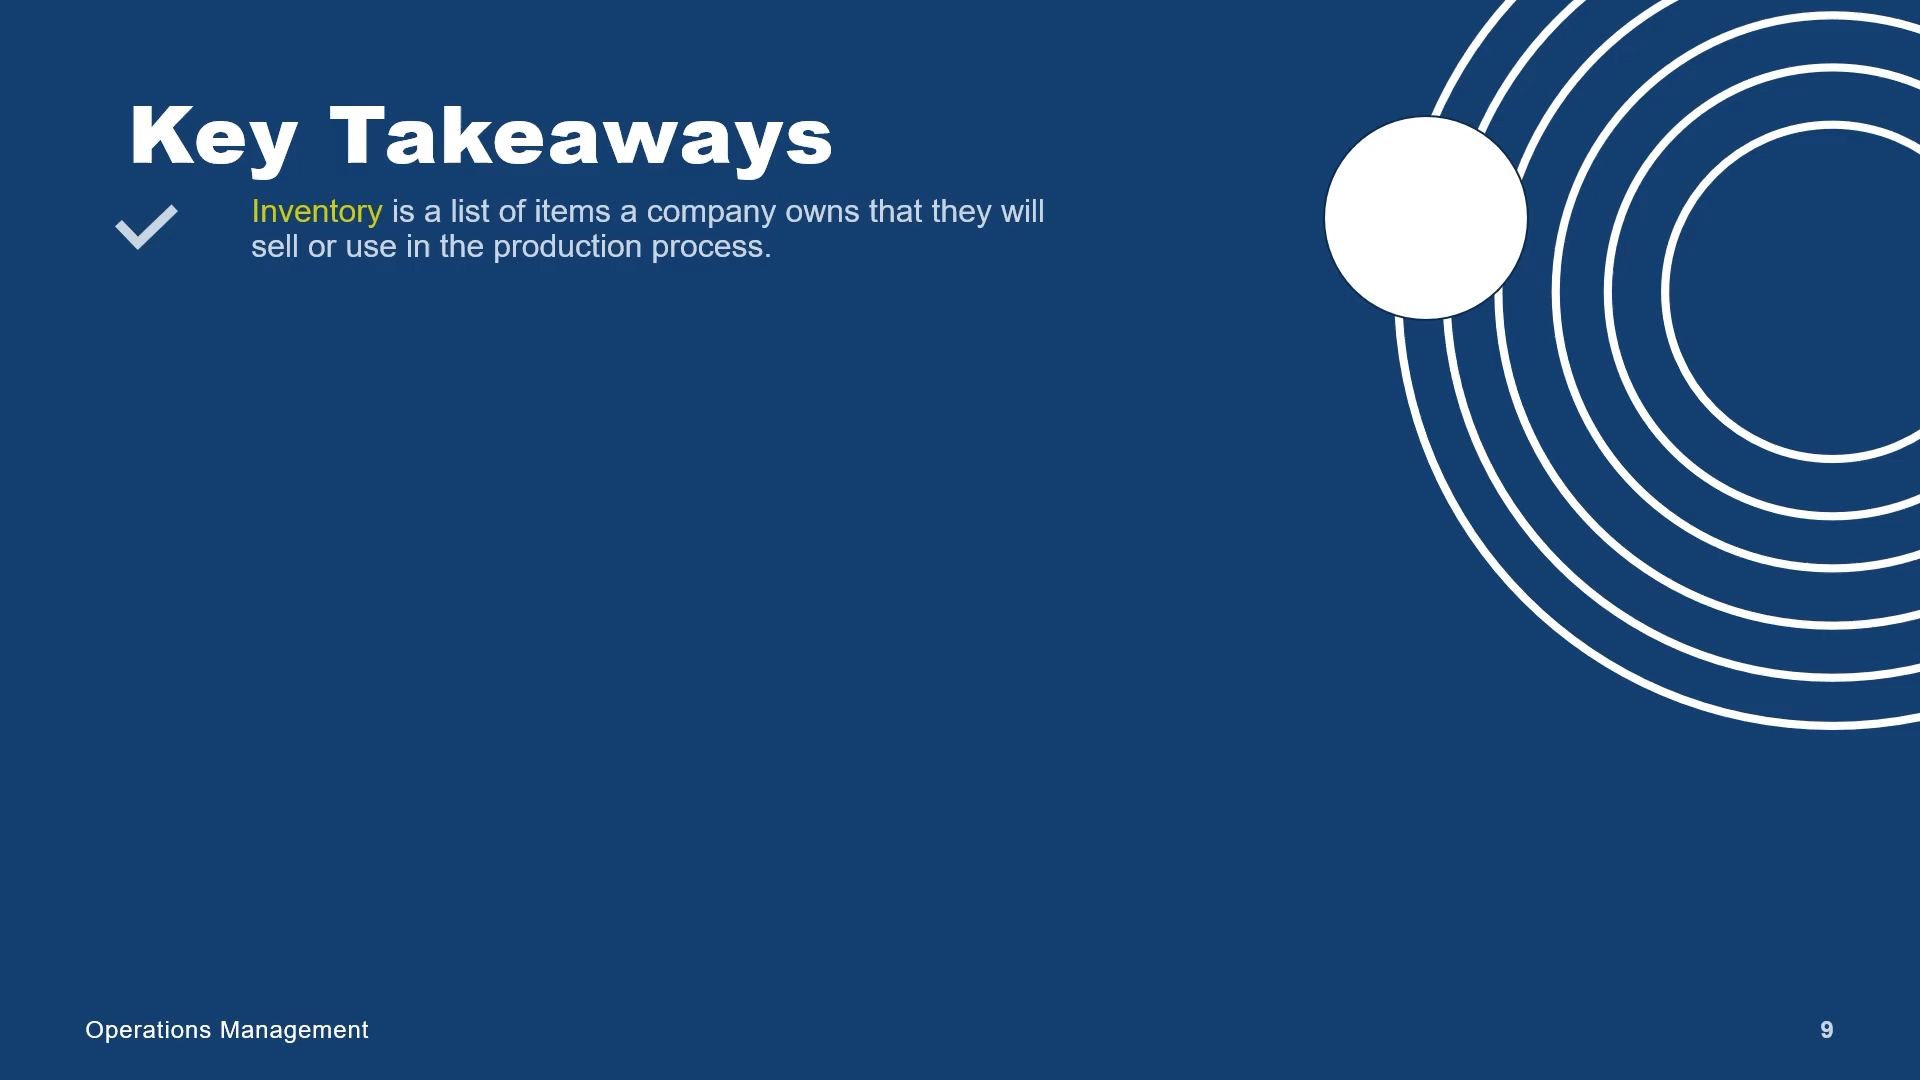 Key Takeaways
Inventory is a list of items a company owns that they will
sell or use in the production process.
Operations Management
9